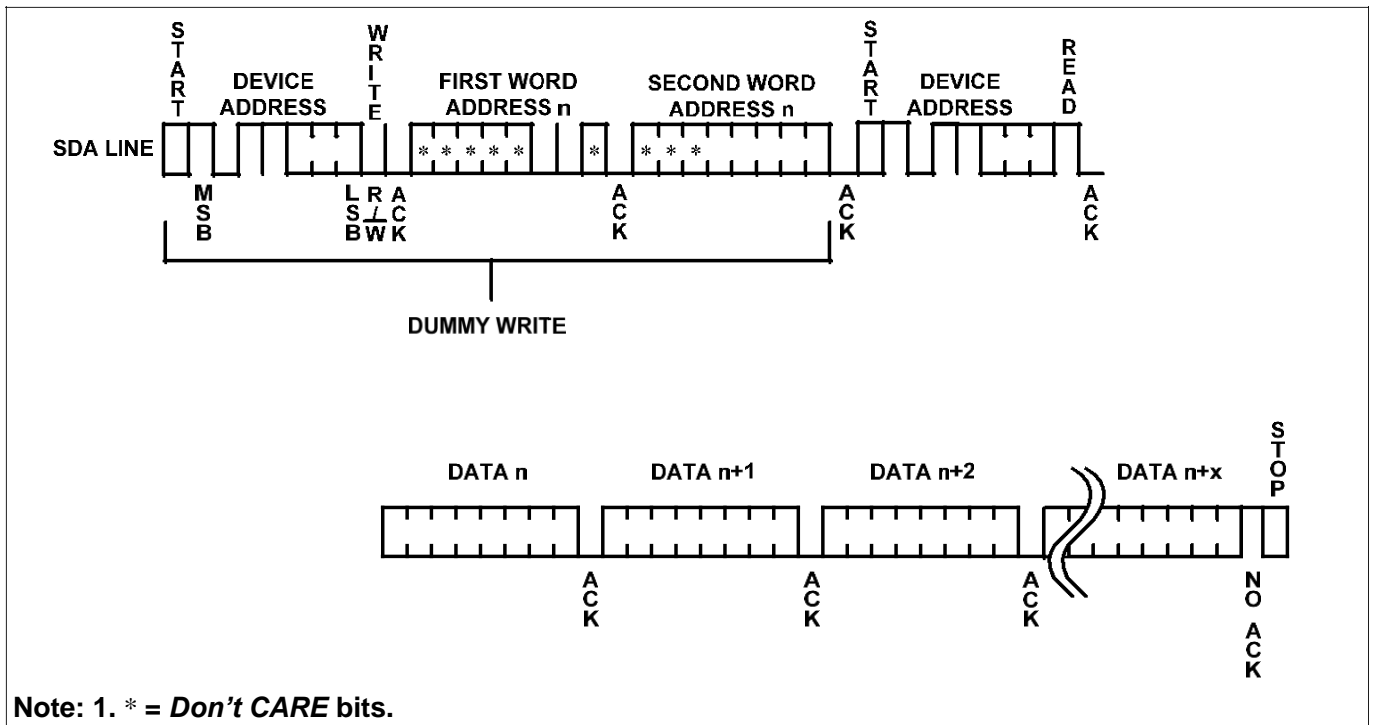 START
WRITE
START
READ
DEVICE ADDRESS
FIRST WORD ADDRESS n
SECOND WORD ADDRESS n
DEVICE ADDRESS
SDA LINE
* * * * * * * * *
MSB
LSB
R/W
ACK
ACK
ACK
ACK
DUMMY WRITE
STOP
DATA n
DATA n+1
DATA n+2
DATA n+x
ACK
ACK
ACK
NO ACK
Note: 1. * = Don't CARE bits.